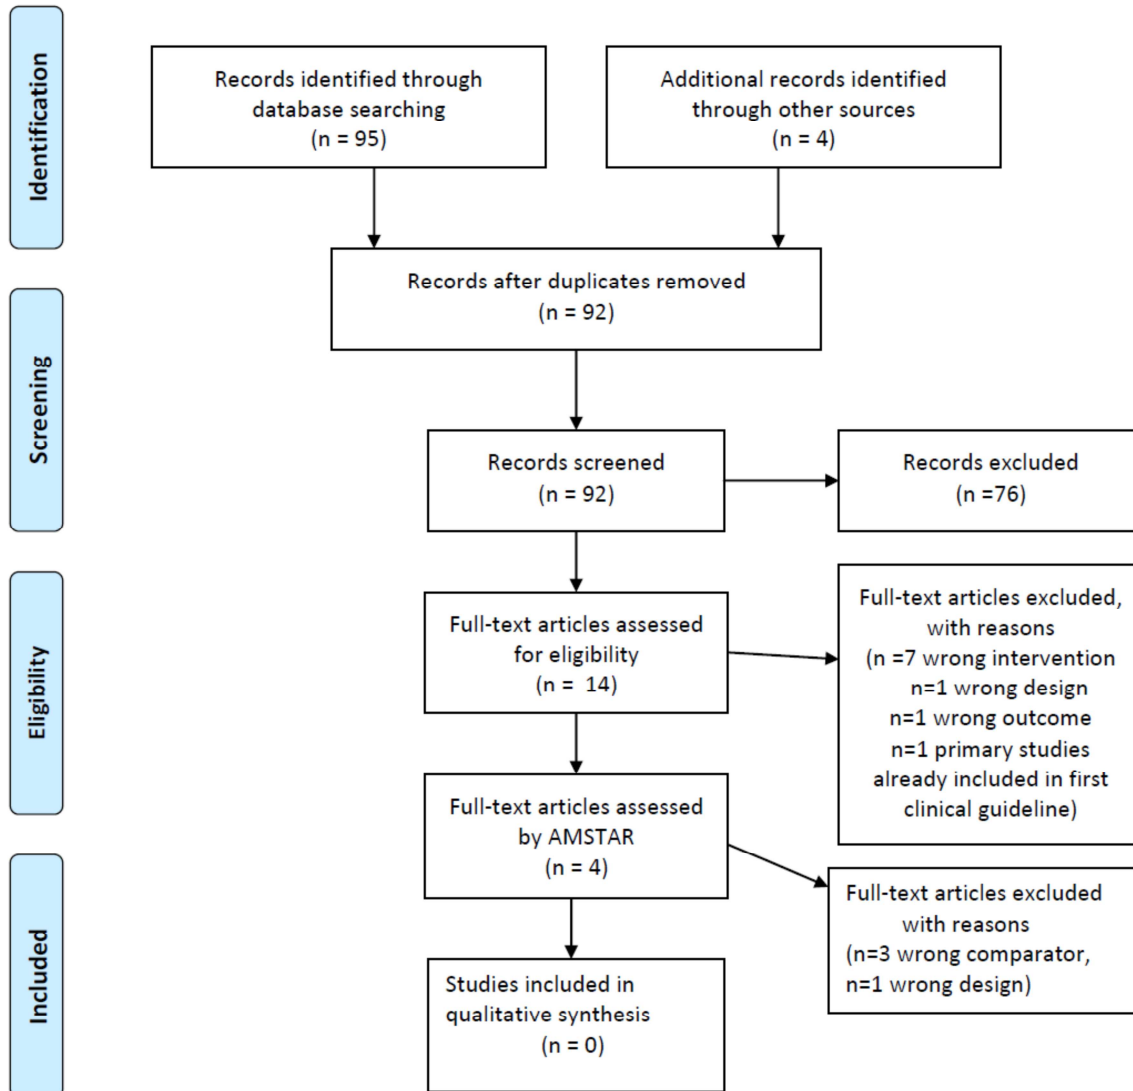 Identification
Records identified through
database searching
(n = 95)
Additional records identified
through other sources
(n = 4)
Records after duplicates removed
(n = 92)
Screening
Records screened
(n = 92)
Records excluded
(n =76)
Eligibility
Full-text articles assessed
for eligibility
(n =  14)
Full-text articles excluded,
with reasons
(n =7 wrong intervention
n=1 wrong design
n=1 wrong outcome
n=1 primary studies
already included in first
clinical guideline)
Full-text articles assessed
by AMSTAR
(n = 4)
Full-text articles excluded
with reasons
(n=3 wrong comparator,
n=1 wrong design)
Included
Studies included in
qualitative synthesis
(n = 0)